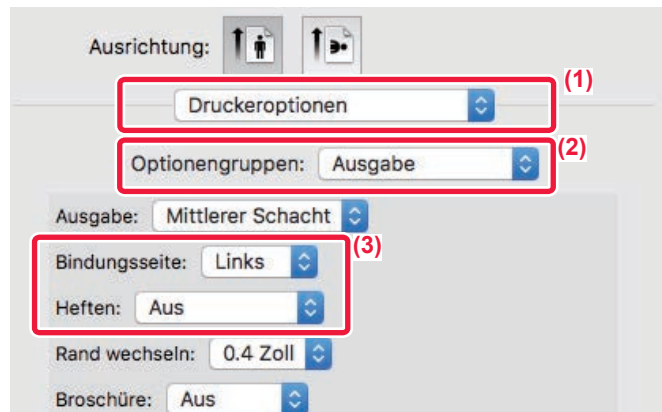 Ausrichtung:
(1)
Druckeroptionen
(2)
Optionengruppen: Ausgabe
Ausgabe: Mittlerer Schacht
(3)
Bindungsseite: Links
Heften: Aus
Rand wechseln: 0.4 Zoll
Broschüre: Aus